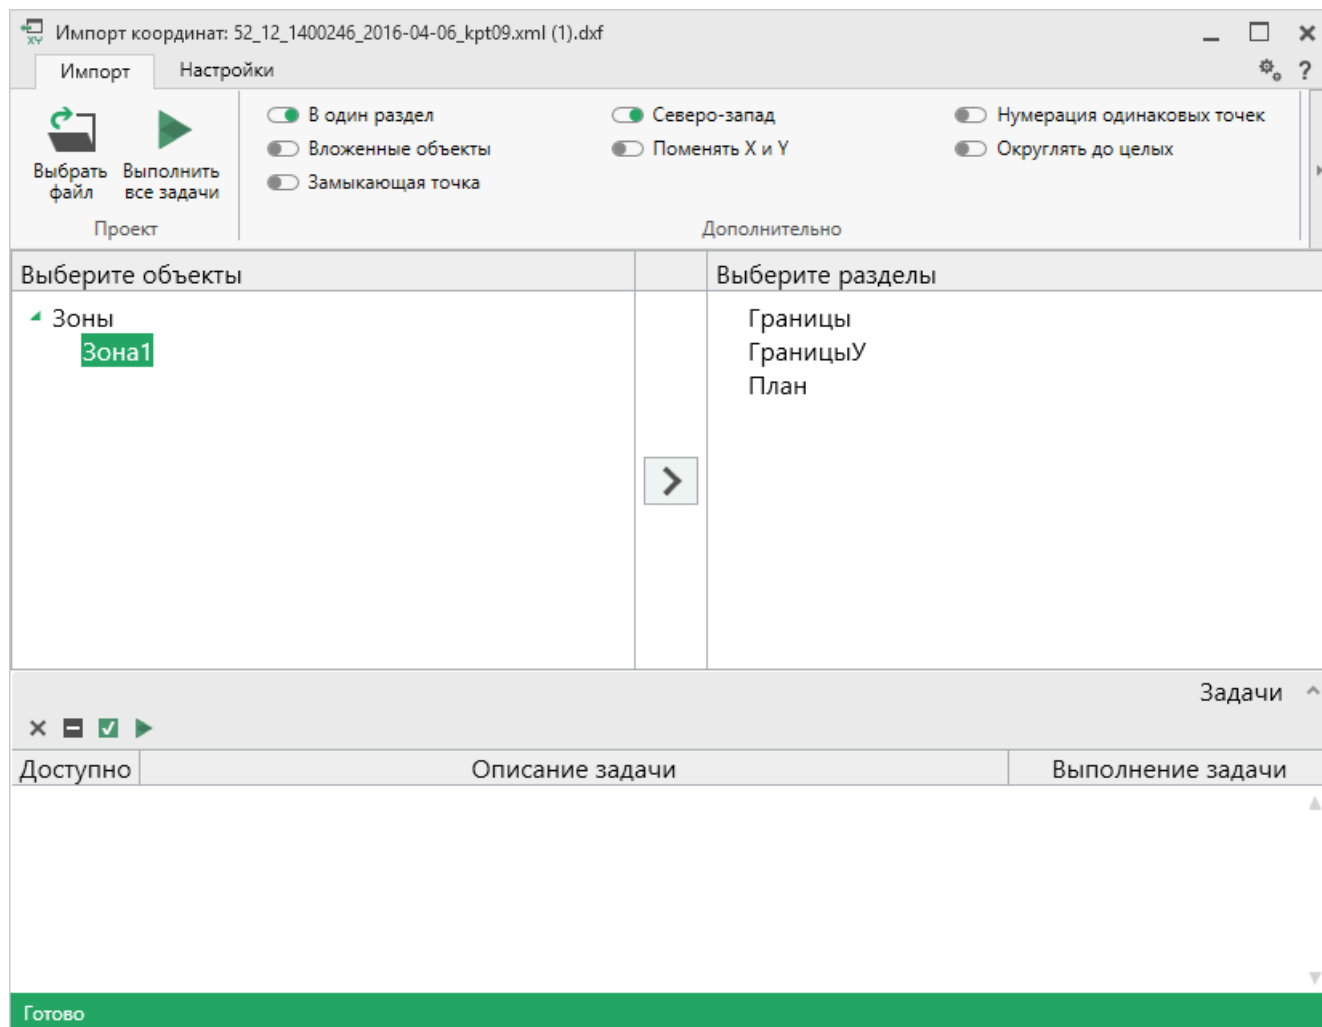 XY Импорт координат: 52_12_1400246_2016-04-06_kpt09.xml (1).dxf
Импорт Настройки ?
В один раздел Северо-запад Нумерация одинаковых точек
Вложенные объекты Поменять X и Y Округлять до целых
Замыкающая точка
Выбрать файл
Выполнить все задачи
Проект Дополнительно
Выберите объекты Выберите разделы
Зоны Границы
Зона1 ГраницыУ
План
Задачи
Доступно Описание задачи Выполнение задачи
Готово